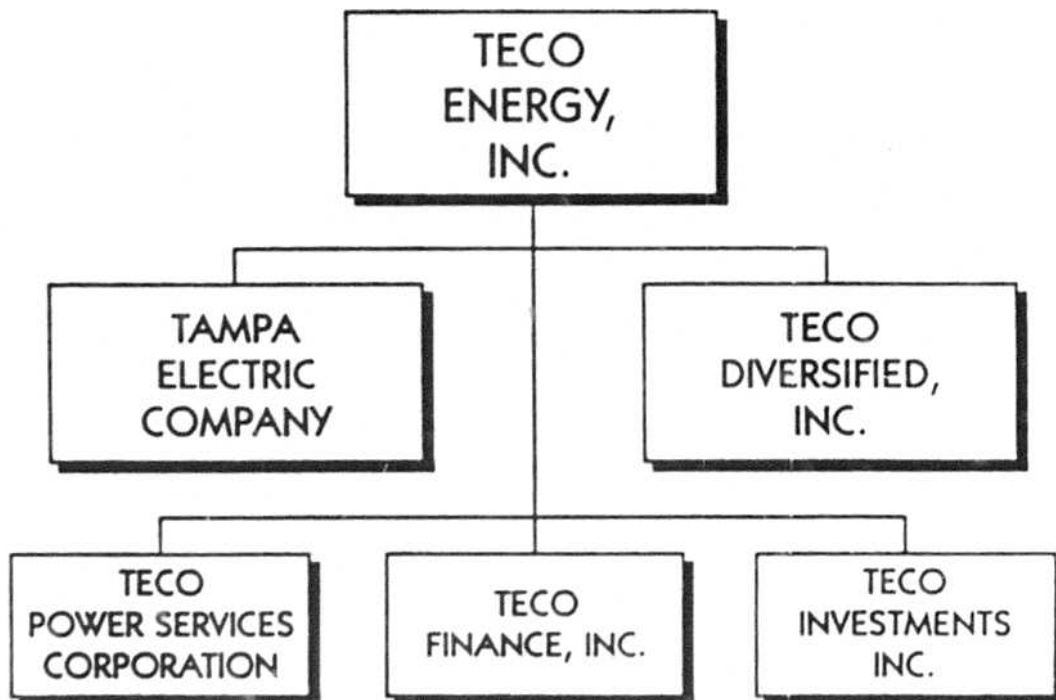 TECO
ENERGY,
INC.
TAMPA
ELECTRIC
COMPANY
TECO
DIVERSIFIED,
INC.
TECO
POWER SERVICES
CORPORATION
TECO
FINANCE, INC.
TECO
INVESTMENTS
INC.